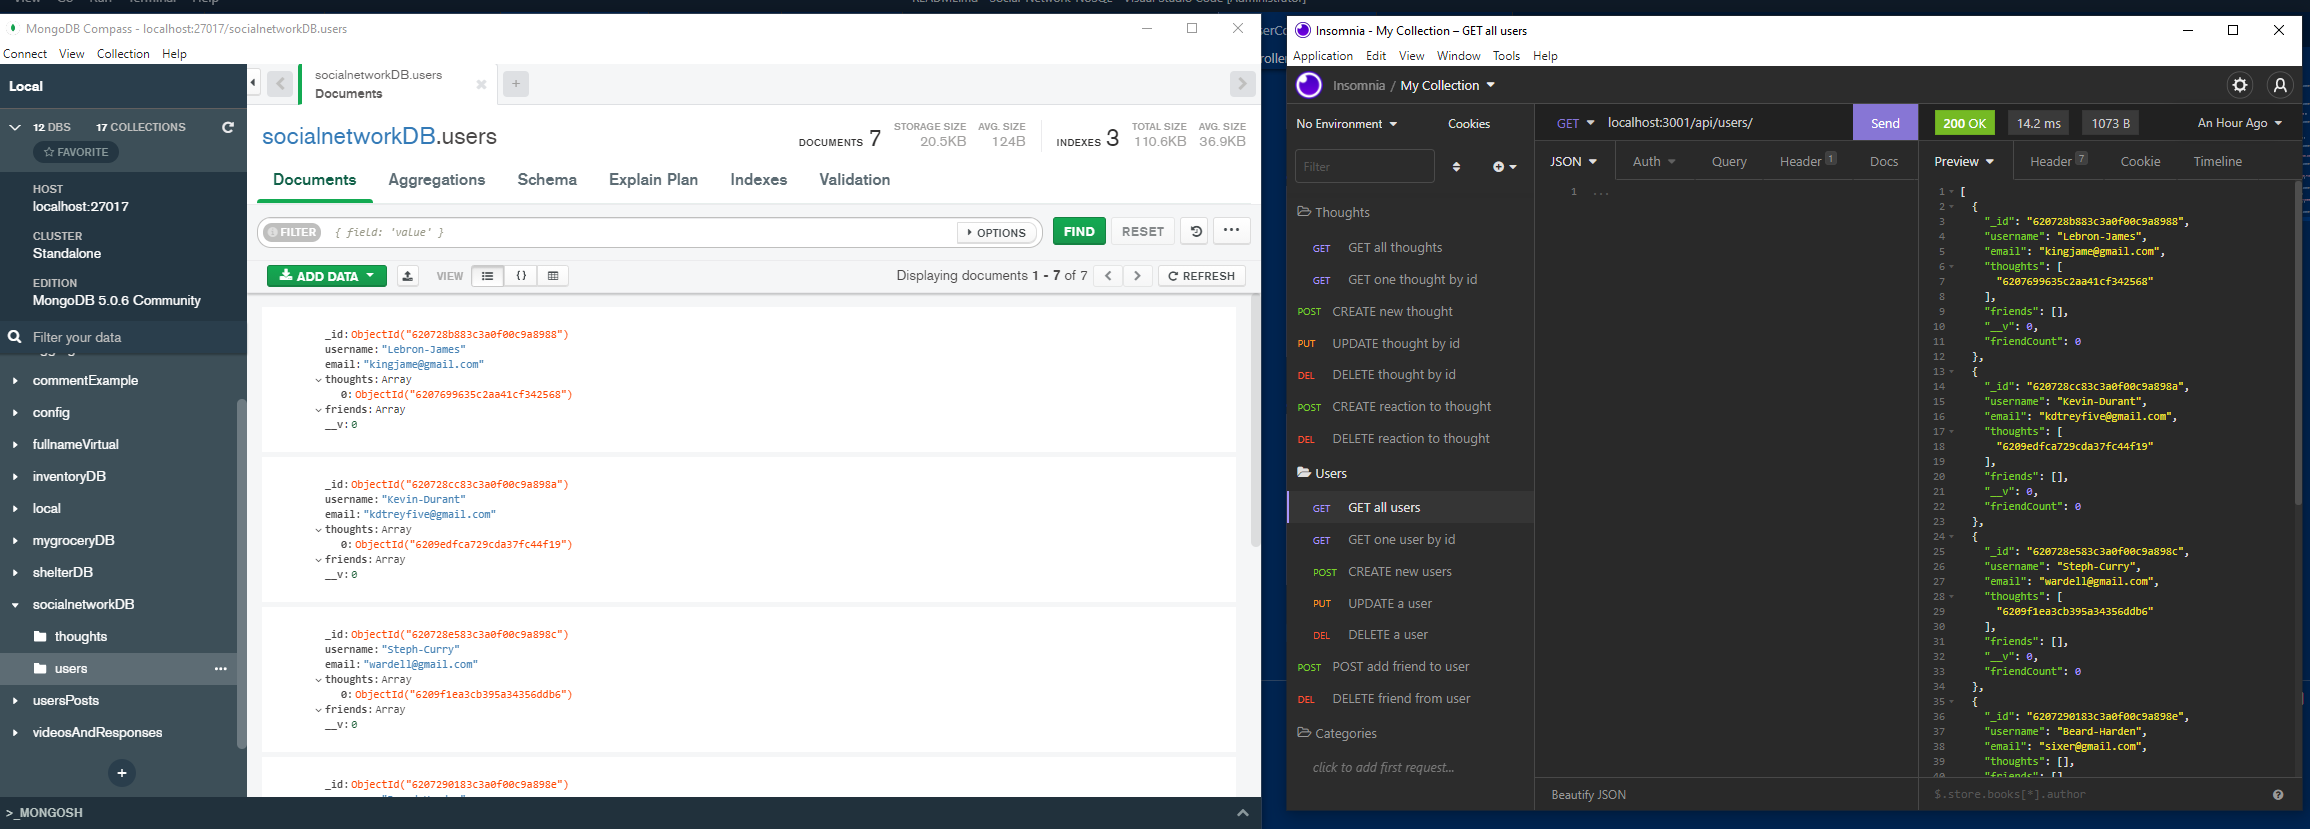 MongoDB Compass - localhost:27017/socialnetworkDB.users
Connect View Collection Help
Local
12 DBS 17 COLLECTIONS
FAVORITE
HOST
localhost:27017
CLUSTER
Standalone
EDITION
MongoDB 5.0.6 Community
Filter your data
commentExample
config
fullnameVirtual
inventoryDB
local
mygroceryDB
shelterDB
socialnetworkDB
thoughts
users
usersPosts
videosAndResponses
>_MONGOSH
socialnetworkDB.users
Documents
socialnetworkDB.users
DOCUMENTS 7 STORAGE SIZE 20.5KB AVG. SIZE 124B INDEXES 3 TOTAL SIZE 110.6KB AVG. SIZE 36.9KB
Documents Aggregations Schema Explain Plan Indexes Validation
FILTER { field: 'value' } OPTIONS FIND RESET
ADD DATA VIEW Displaying documents 1 - 7 of 7 REFRESH
_id: ObjectId("620728b883c3a0f00c9a8988")
username: "Lebron-James"
email: "kingjame@gmail.com"
thoughts: Array
0: ObjectId("6207699635c2aa41cf342568")
friends: Array
__v: 0
_id: ObjectId("620728cc83c3a0f00c9a898a")
username: "Kevin-Durant"
email: "kdtreyfive@gmail.com"
thoughts: Array
0: ObjectId("6209edfca729cda37fc44f19")
friends: Array
__v: 0
_id: ObjectId("620728e583c3a0f00c9a898c")
username: "Steph-Curry"
email: "wardell@gmail.com"
thoughts: Array
0: ObjectId("6209f1ea3cb395a34356ddb6")
friends: Array
__v: 0
_id: ObjectId("6207290183c3a0f00c9a898e")
Insomnia - My Collection – GET all users
Application Edit View Window Tools Help
Insomnia / My Collection
No Environment Cookies
Filter
Thoughts
GET GET all thoughts
GET GET one thought by id
POST CREATE new thought
PUT UPDATE thought by id
DEL DELETE thought by id
POST CREATE reaction to thought
DEL DELETE reaction to thought
Users
GET GET all users
GET GET one user by id
POST CREATE new users
PUT UPDATE a user
DEL DELETE a user
POST POST add friend to user
DEL DELETE friend from user
Categories
click to add first request...
GET localhost:3001/api/users/ Send
JSON Auth Query Header 1 Docs
1 ...
Beautify JSON
200 OK 14.2 ms 1073 B An Hour Ago
Preview Header 7 Cookie Timeline
1 [
2 {
3 "_id": "620728b883c3a0f00c9a8988",
4 "username": "Lebron-James",
5 "email": "kingjame@gmail.com",
6 "thoughts": [
7 "6207699635c2aa41cf342568"
8 ],
9 "friends": [],
10 "__v": 0,
11 "friendCount": 0
12 },
13 {
14 "_id": "620728cc83c3a0f00c9a898a",
15 "username": "Kevin-Durant",
16 "email": "kdtreyfive@gmail.com",
17 "thoughts": [
18 "6209edfca729cda37fc44f19"
19 ],
20 "friends": [],
21 "__v": 0,
22 "friendCount": 0
23 },
24 {
25 "_id": "620728e583c3a0f00c9a898c",
26 "username": "Steph-Curry",
27 "email": "wardell@gmail.com",
28 "thoughts": [
29 "6209f1ea3cb395a34356ddb6"
30 ],
31 "friends": [],
32 "__v": 0,
33 "friendCount": 0
34 },
35 {
36 "_id": "6207290183c3a0f00c9a898e",
37 "username": "Beard-Harden",
38 "email": "sixer@gmail.com",
39 "thoughts": [],
40 "friends": [],
$.store.books[*].author